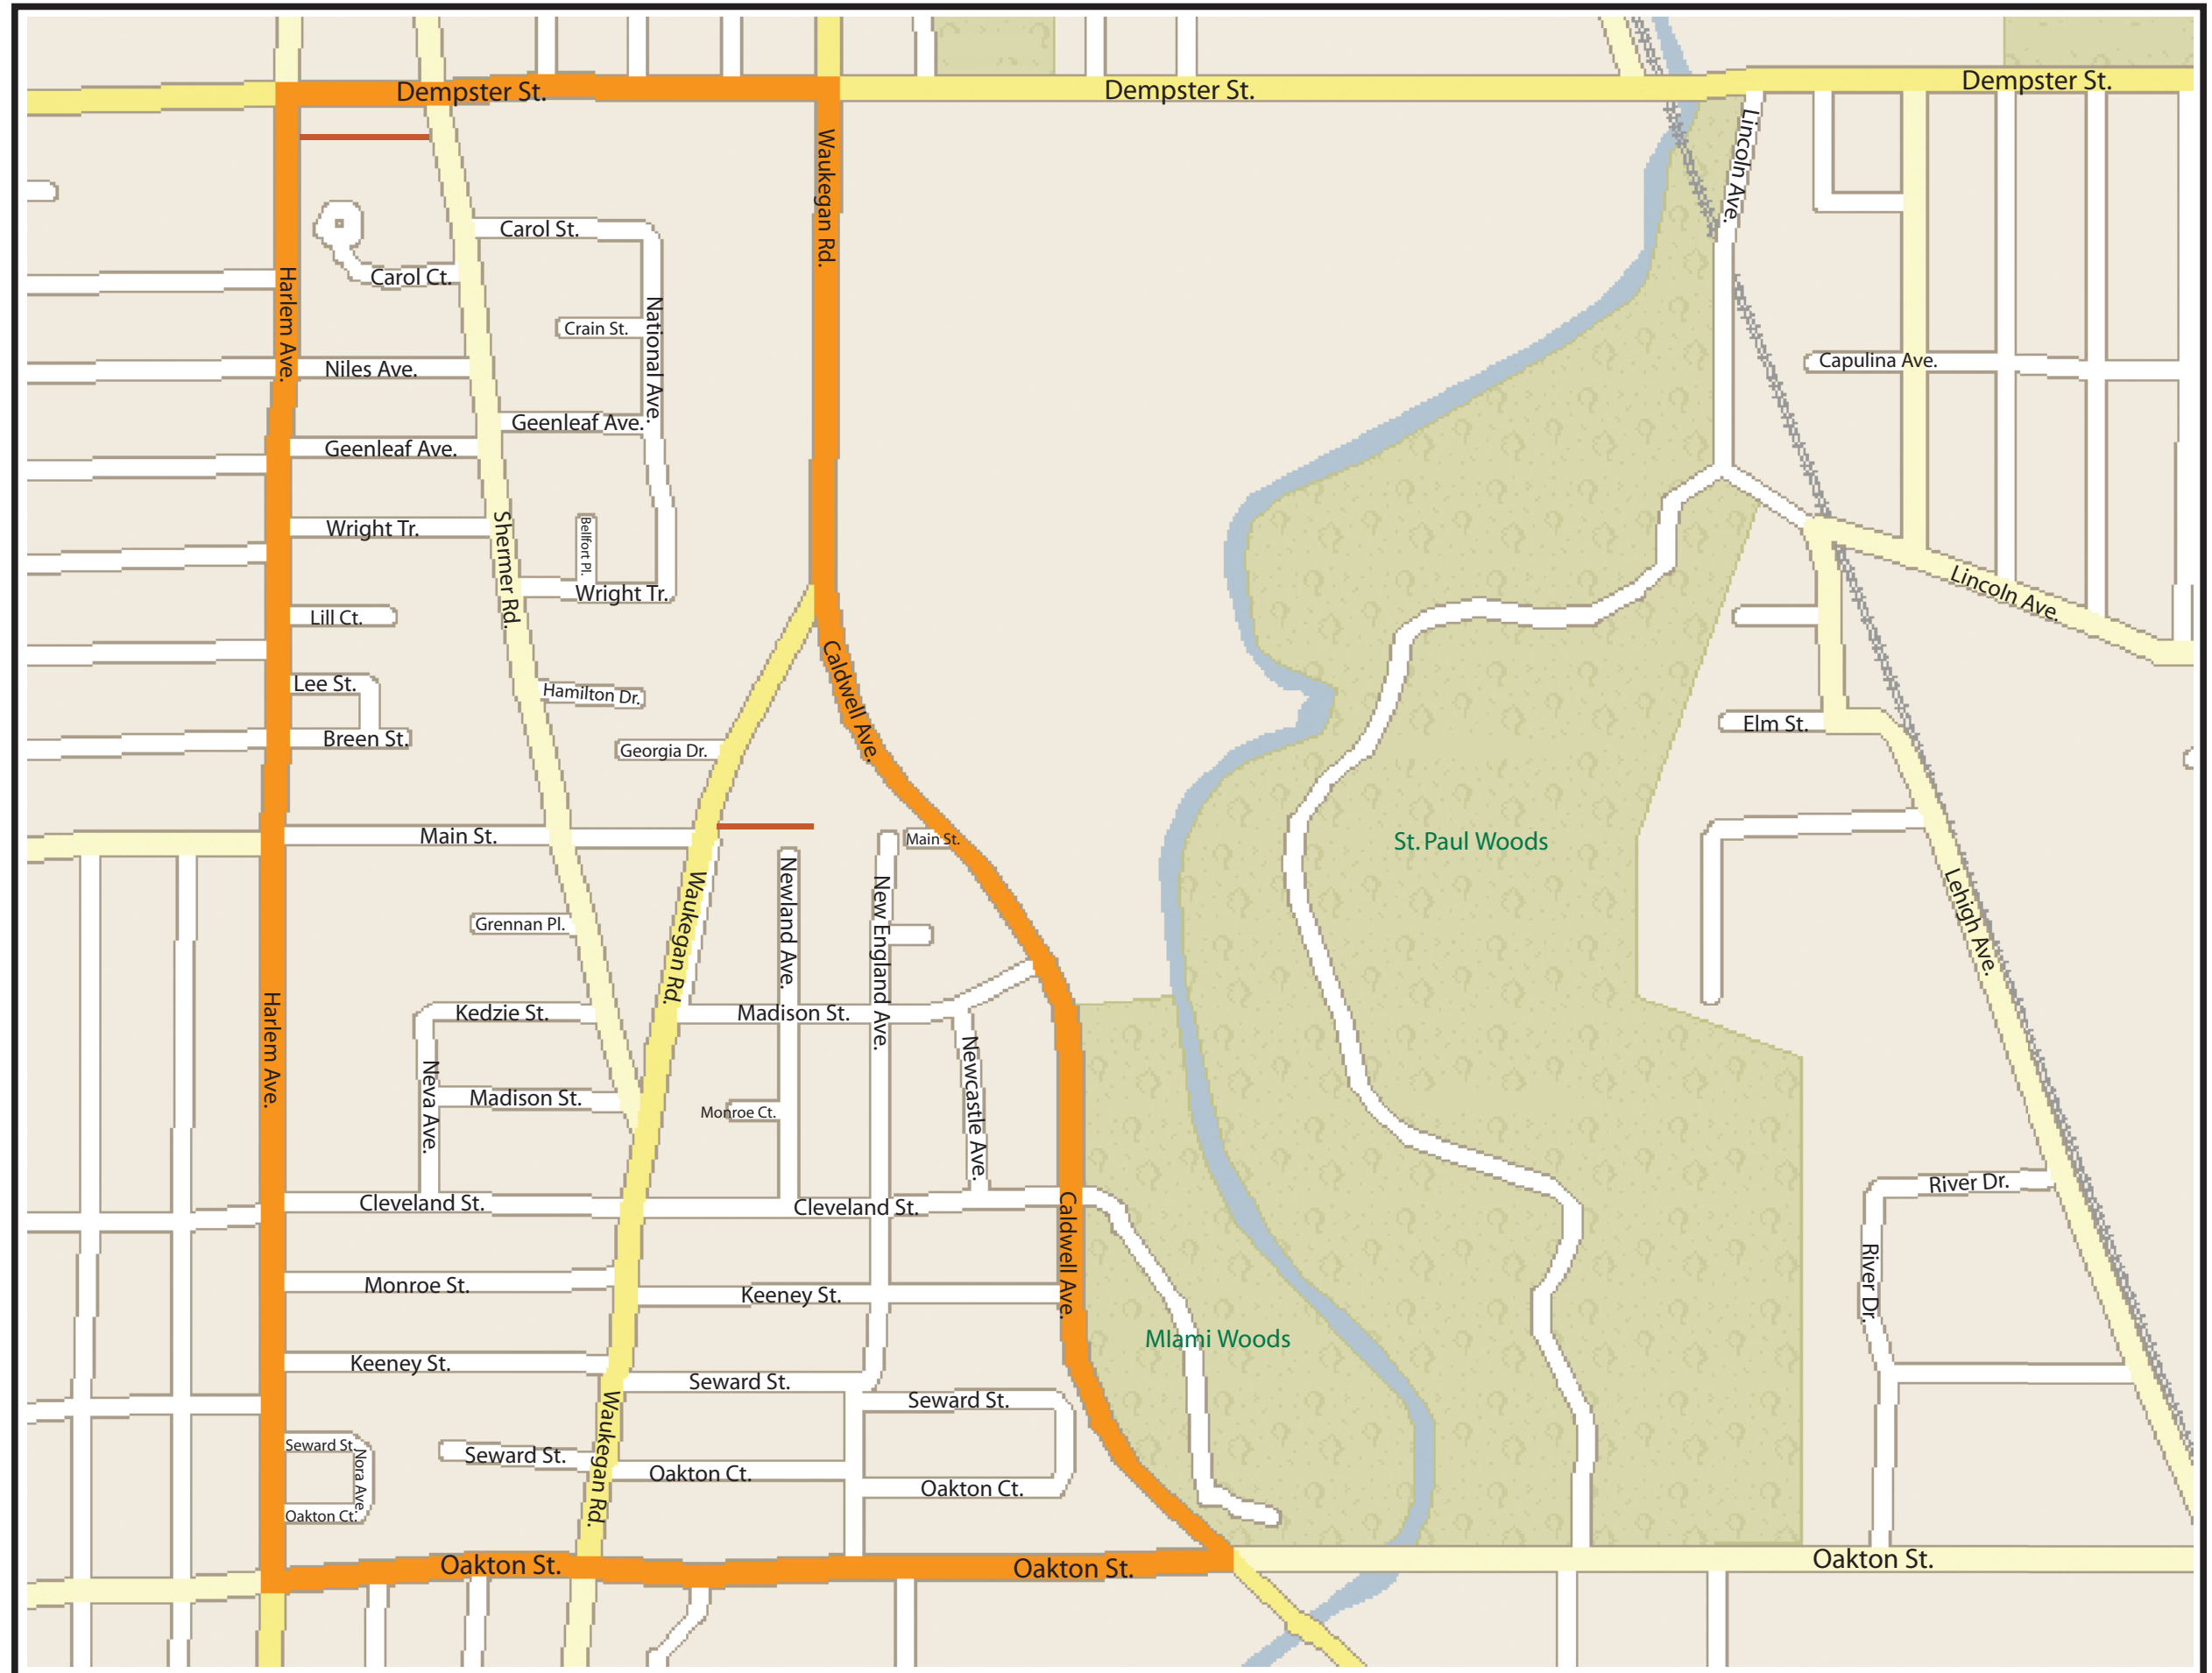 Dempster St.
Dempster St.
Dempster St.
Lincoln Ave.
Waukegan Rd.
Carol St.
Carol Ct.
Harlem Ave.
National Ave.
Crain St.
Niles Ave.
Capulina Ave.
Geenleaf Ave.
Geenleaf Ave.
Wright Tr.
Shermer Rd.
Bellfort Pl.
Wright Tr.
Lincoln Ave.
Lill Ct.
Caldwell Ave.
Lee St.
Hamilton Dr.
Elm St.
Breen St.
Georgia Dr.
Main St.
Main St.
St. Paul Woods
Waukegan Rd.
Newland Ave.
New England Ave.
Lehigh Ave.
Grennan Pl.
Harlem Ave.
Kedzie St.
Madison St.
Neva Ave.
Newcastle Ave.
Madison St.
Monroe Ct.
River Dr.
Cleveland St.
Cleveland St.
Caldwell Ave.
River Dr.
Monroe St.
Keeney St.
MIami Woods
Keeney St.
Seward St.
Seward St.
Waukegan Rd.
Seward St.
Nora Ave.
Seward St.
Oakton Ct.
Oakton Ct.
Oakton Ct.
Oakton St.
Oakton St.
Oakton St.